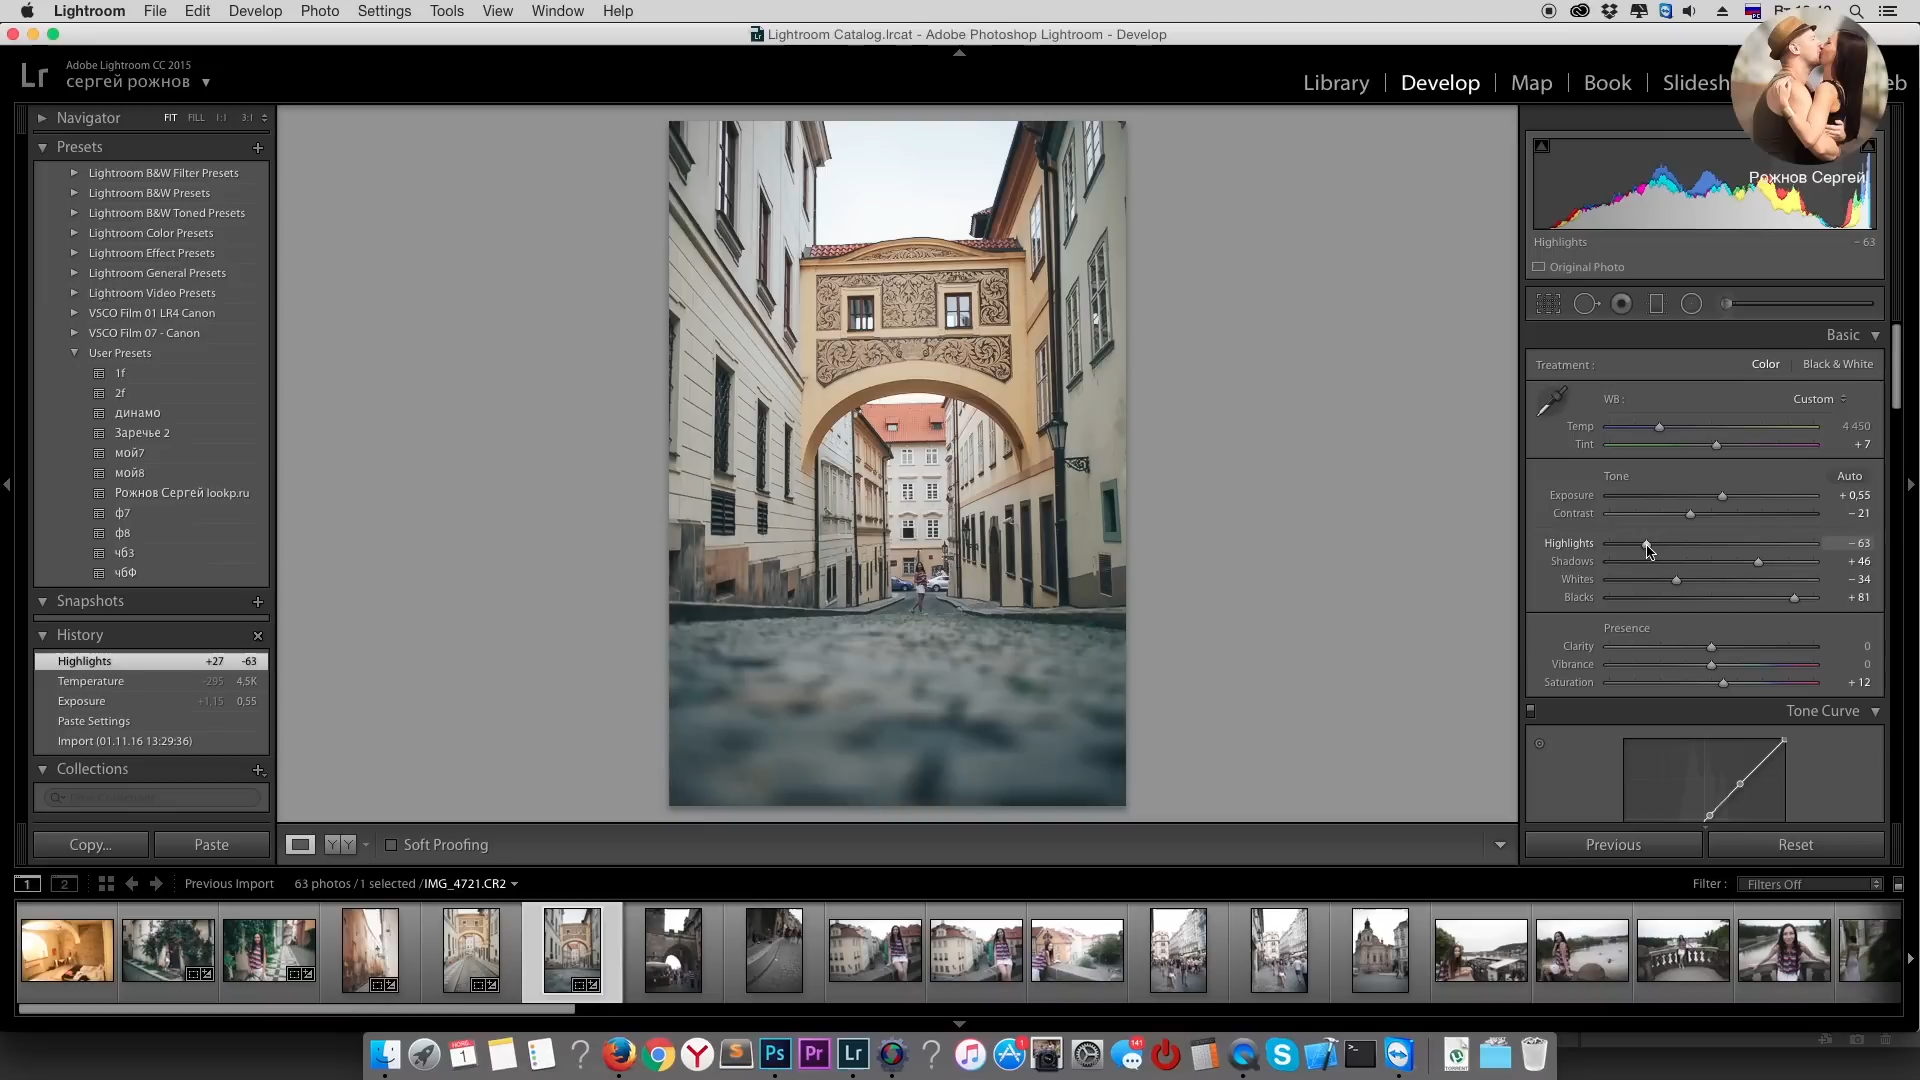 Lightroom File Edit Develop Photo Settings Tools View Window Help
Lightroom Catalog.lrcat - Adobe Photoshop Lightroom - Develop
Lr Adobe Lightroom CC 2015
сергей рожнов
Library | Develop | Map | Book | Slidesh
Navigator FIT FILL 1:1 3:1
Presets
Lightroom B&W Filter Presets
Lightroom B&W Presets
Lightroom B&W Toned Presets
Lightroom Color Presets
Lightroom Effect Presets
Lightroom General Presets
Lightroom Video Presets
VSCO Film 01 LR4 Canon
VSCO Film 07 - Canon
User Presets
1f
2f
динамо
Заречье 2
мой7
мой8
Рожнов Сергей lookp.ru
ф7
ф8
чб3
чбФ
Snapshots
History
Highlights +27 -63
Temperature -295 4,5K
Exposure +1,15 0,55
Paste Settings
Import (01.11.16 13:29:36)
Collections
Copy... Paste
Soft Proofing
Рожнов Сергей
Highlights - 63
Original Photo
Basic
Treatment : Color | Black & White
WB : Custom
Temp 4 450
Tint + 7
Tone Auto
Exposure + 0,55
Contrast - 21
Highlights - 63
Shadows + 46
Whites - 34
Blacks + 81
Presence
Clarity 0
Vibrance 0
Saturation + 12
Tone Curve
Previous Reset
1 2 Previous Import 63 photos / 1 selected / IMG_4721.CR2
Filter : Filters Off
Ps Pr Lr